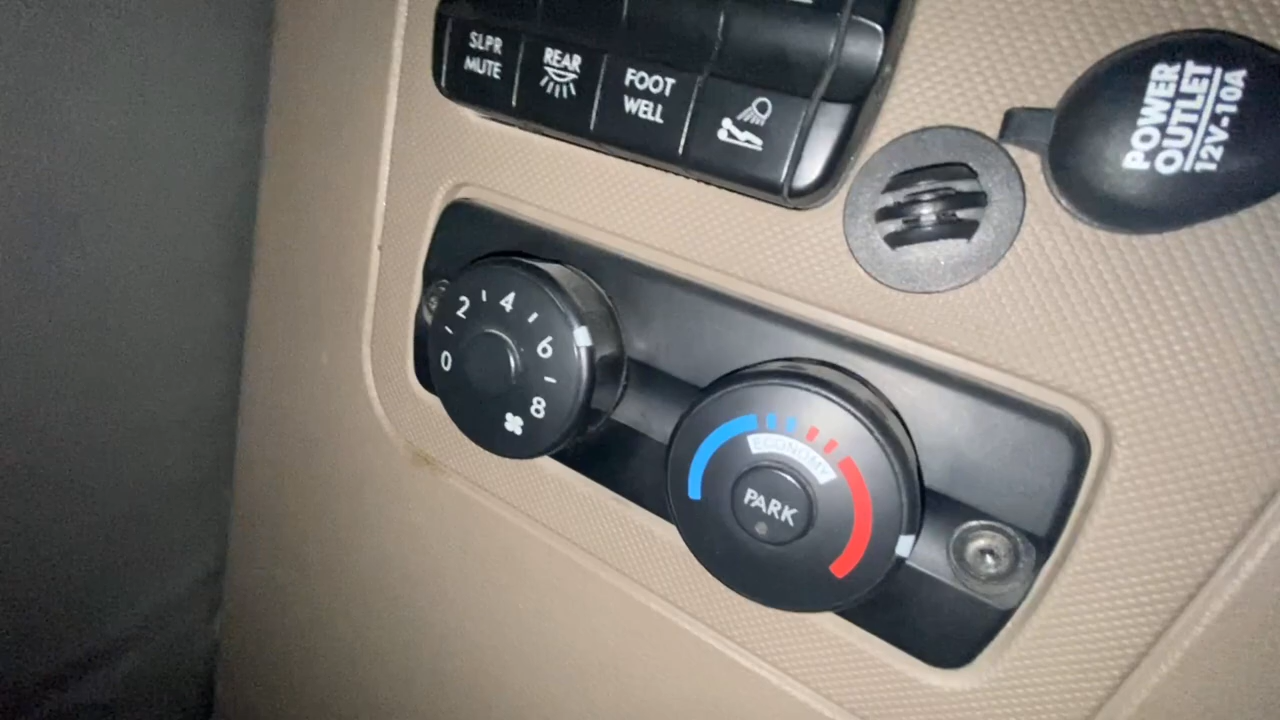 SLPR
MUTE
REAR
FOOT
WELL
POWER
OUTLET
12V-10A
0
2
4
6
8
ECONOMY
PARK